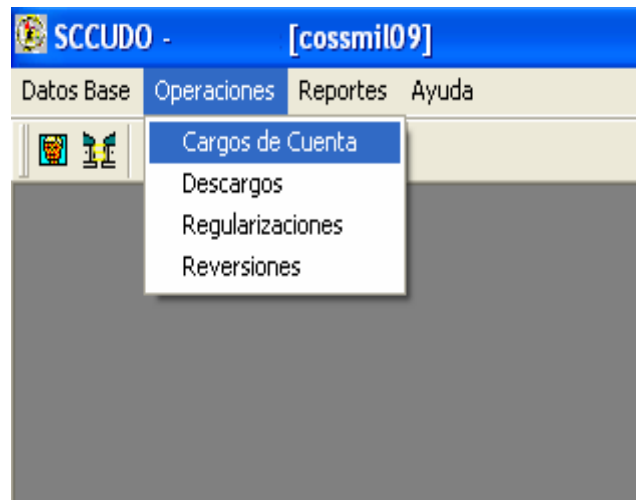 SCCUDO - [cossmil09]
Datos Base Operaciones Reportes Ayuda
Cargos de Cuenta
Descargos
Regularizaciones
Reversiones